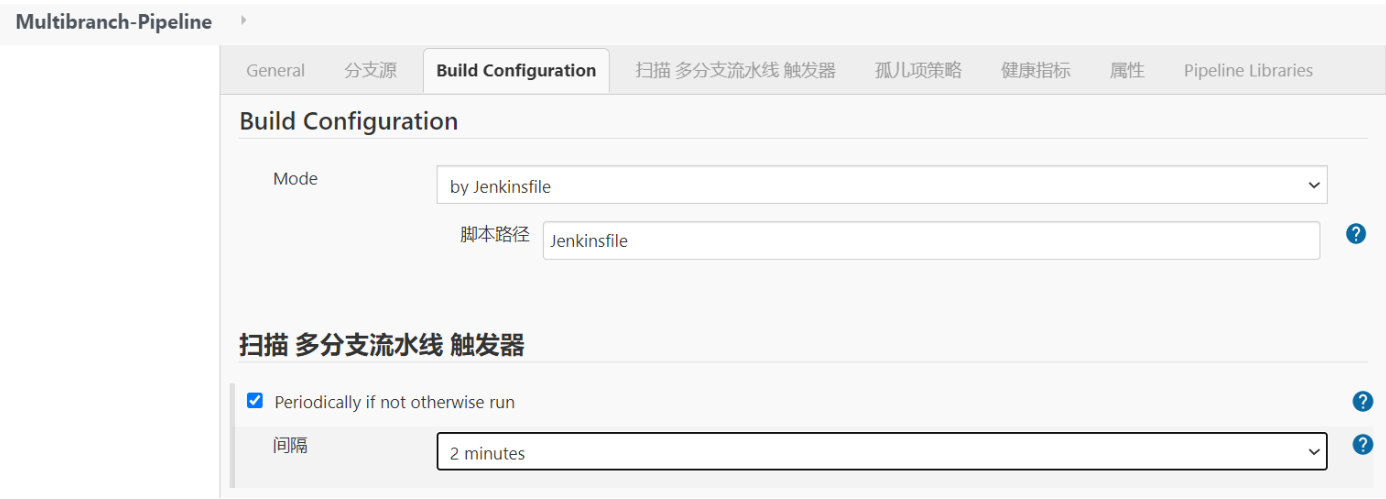 Multibranch-Pipeline
General 分支源 Build Configuration 扫描 多分支流水线 触发器 孤儿项策略 健康指标 属性 Pipeline Libraries
Build Configuration
Mode
by Jenkinsfile
脚本路径
Jenkinsfile
?
扫描 多分支流水线 触发器
Periodically if not otherwise run
?
间隔
2 minutes
?